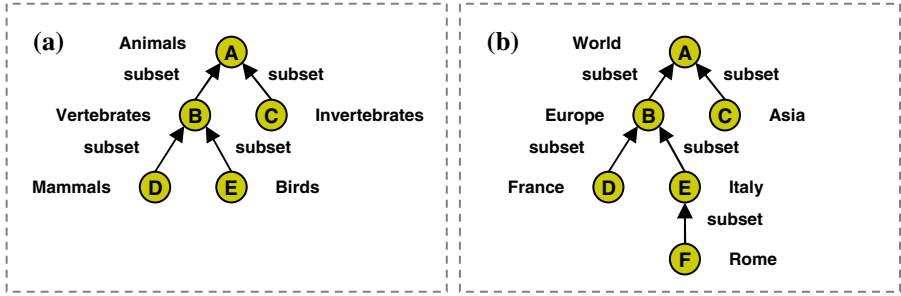 (a)
Animals A
subset subset
Vertebrates B C Invertebrates
subset subset
Mammals D E Birds
(b)
World A
subset subset
Europe B C Asia
subset subset
France D E Italy
subset
F Rome